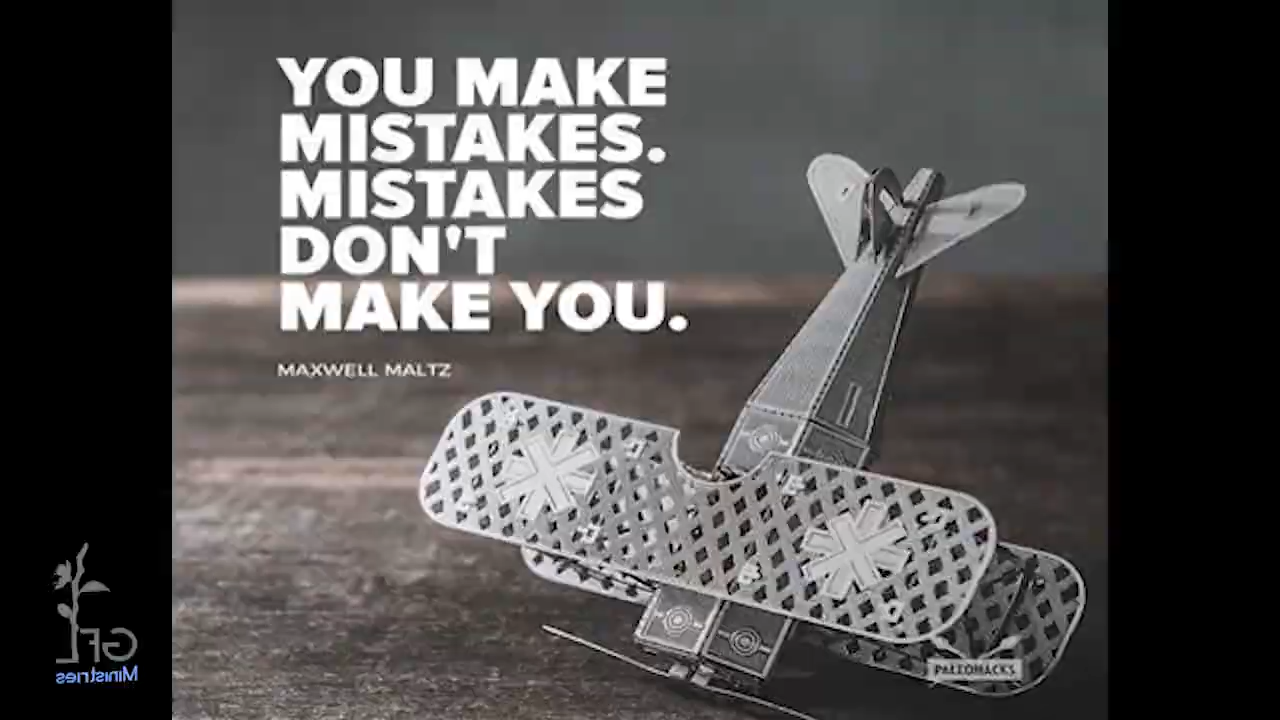 YOU MAKE
MISTAKES.
MISTAKES
DON'T
MAKE YOU.
MAXWELL MALTZ
PALEOHACKS
GFL
Ministries